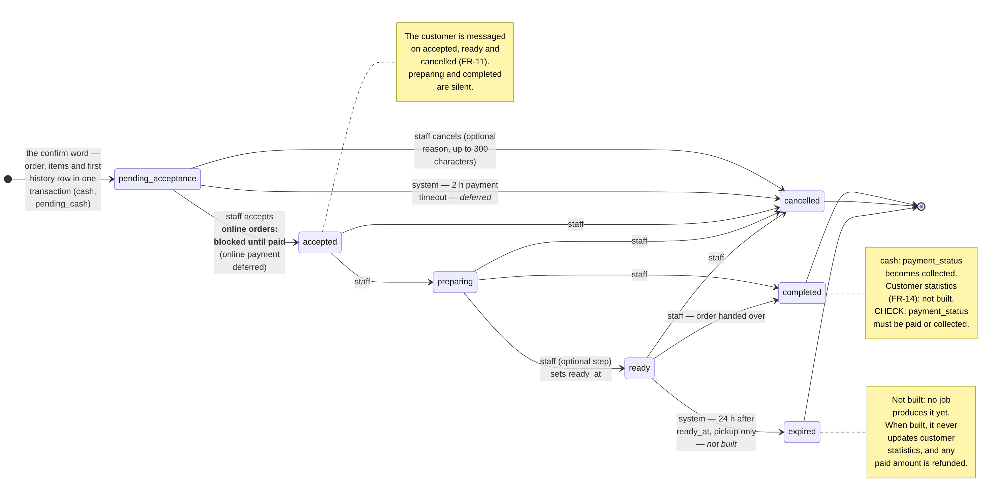 The customer is messaged
on accepted, ready and
cancelled (FR-11).
preparing and completed
are silent.
staff cancels (optional
reason, up to 300
characters)
the confirm word —
order, items and first
history row in one
transaction (cash,
pending_cash)
pending_acceptance
system — 2 h payment
timeout — deferred
cancelled
staff accepts
online orders:
blocked until paid
(online payment
deferred)
accepted
staff
staff
staff
staff
preparing
staff
completed
cash: payment_status
becomes collected.
Customer statistics
(FR-14): not built.
CHECK: payment_status
must be paid or collected.
staff — order handed over
staff (optional step)
sets ready_at
ready
system — 24 h after
ready_at, pickup only
— not built
expired
Not built: no job
produces it yet.
When built, it never
updates customer
statistics, and any
paid amount is refunded.